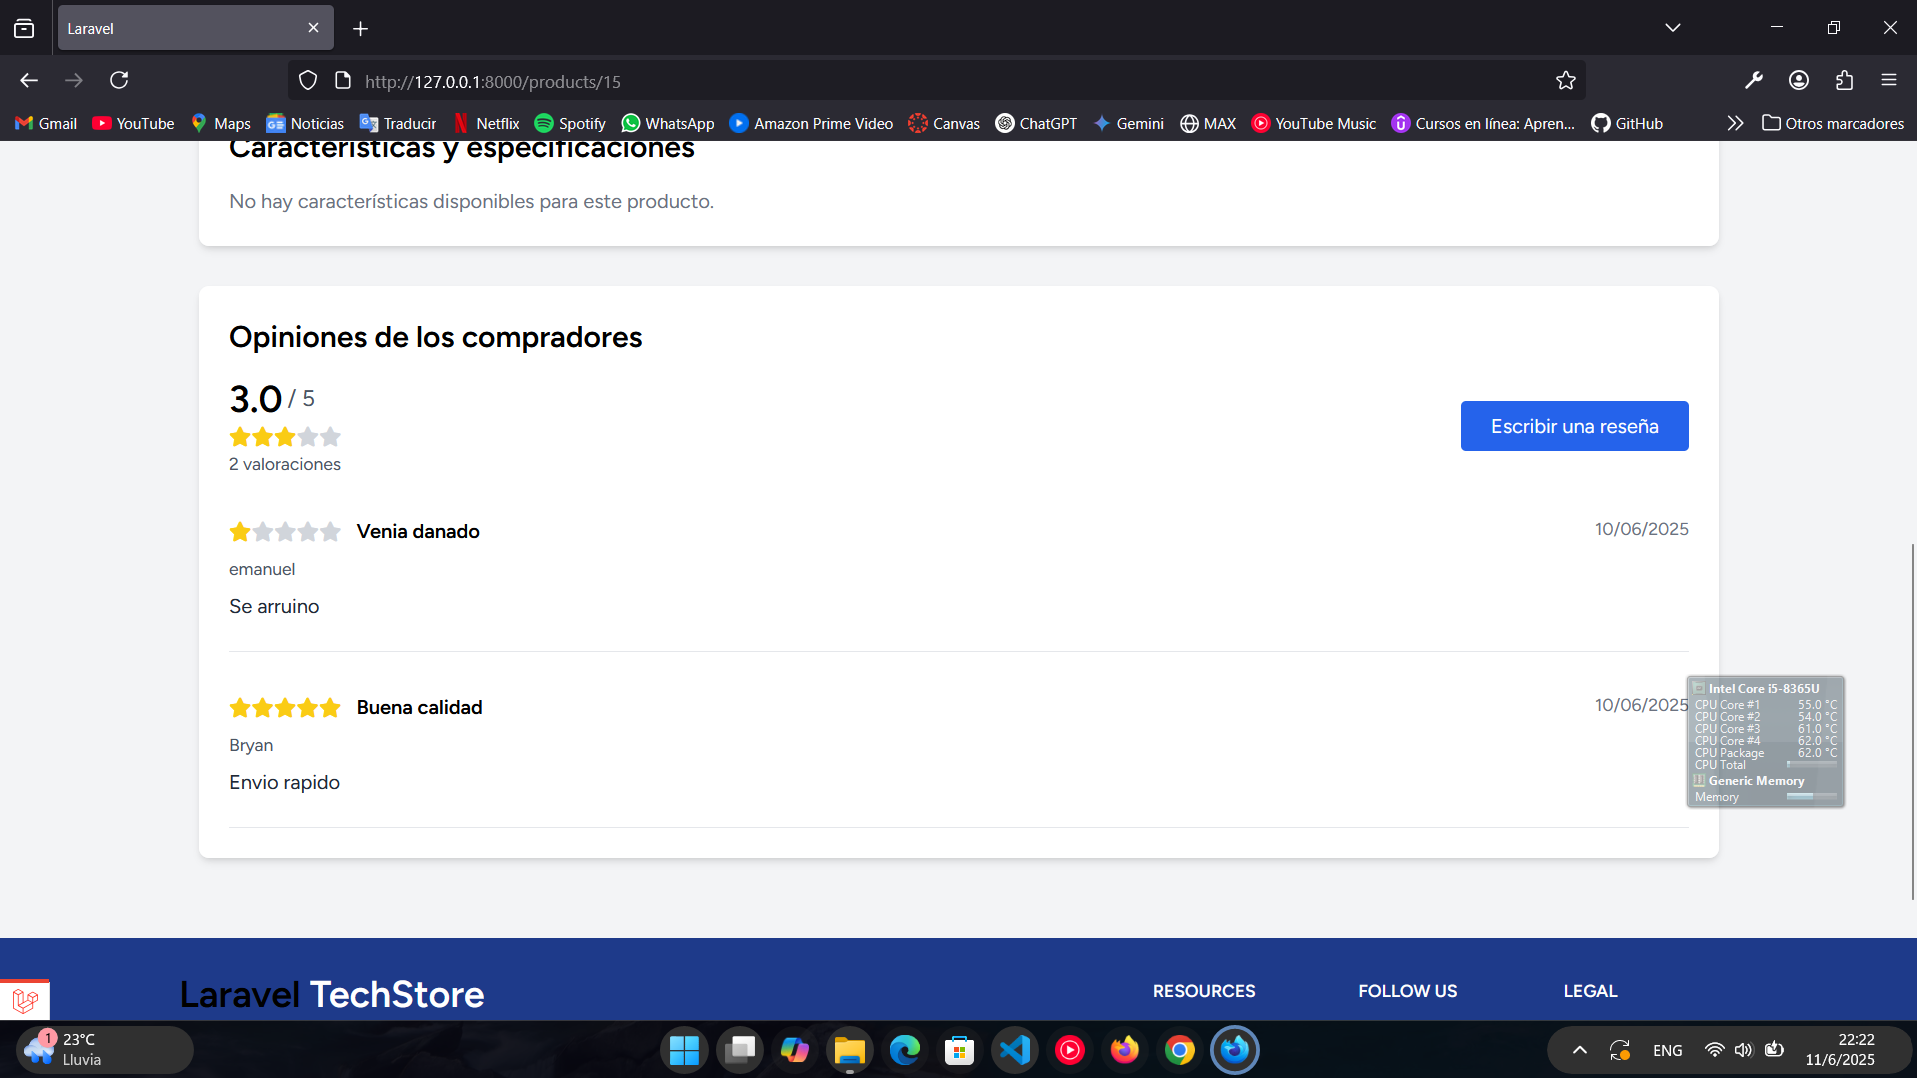 Laravel
http://127.0.0.1:8000/products/15
Gmail
YouTube
Maps
Noticias
Traducir
Netflix
Spotify
WhatsApp
Amazon Prime Video
Canvas
ChatGPT
Gemini
MAX
YouTube Music
Cursos en línea: Apren...
GitHub
Otros marcadores
Características y especificaciones
No hay características disponibles para este producto.
Opiniones de los compradores
3.0 / 5
2 valoraciones
Escribir una reseña
Venia danado
10/06/2025
emanuel
Se arruino
Buena calidad
10/06/2025
Bryan
Envio rapido
Intel Core i5-8365U
CPU Core #1 55.0 °C
CPU Core #2 54.0 °C
CPU Core #3 61.0 °C
CPU Core #4 62.0 °C
CPU Package 62.0 °C
CPU Total
Generic Memory
Memory
Laravel TechStore
RESOURCES
FOLLOW US
LEGAL
1
23°C
Lluvia
ENG
22:22
11/6/2025